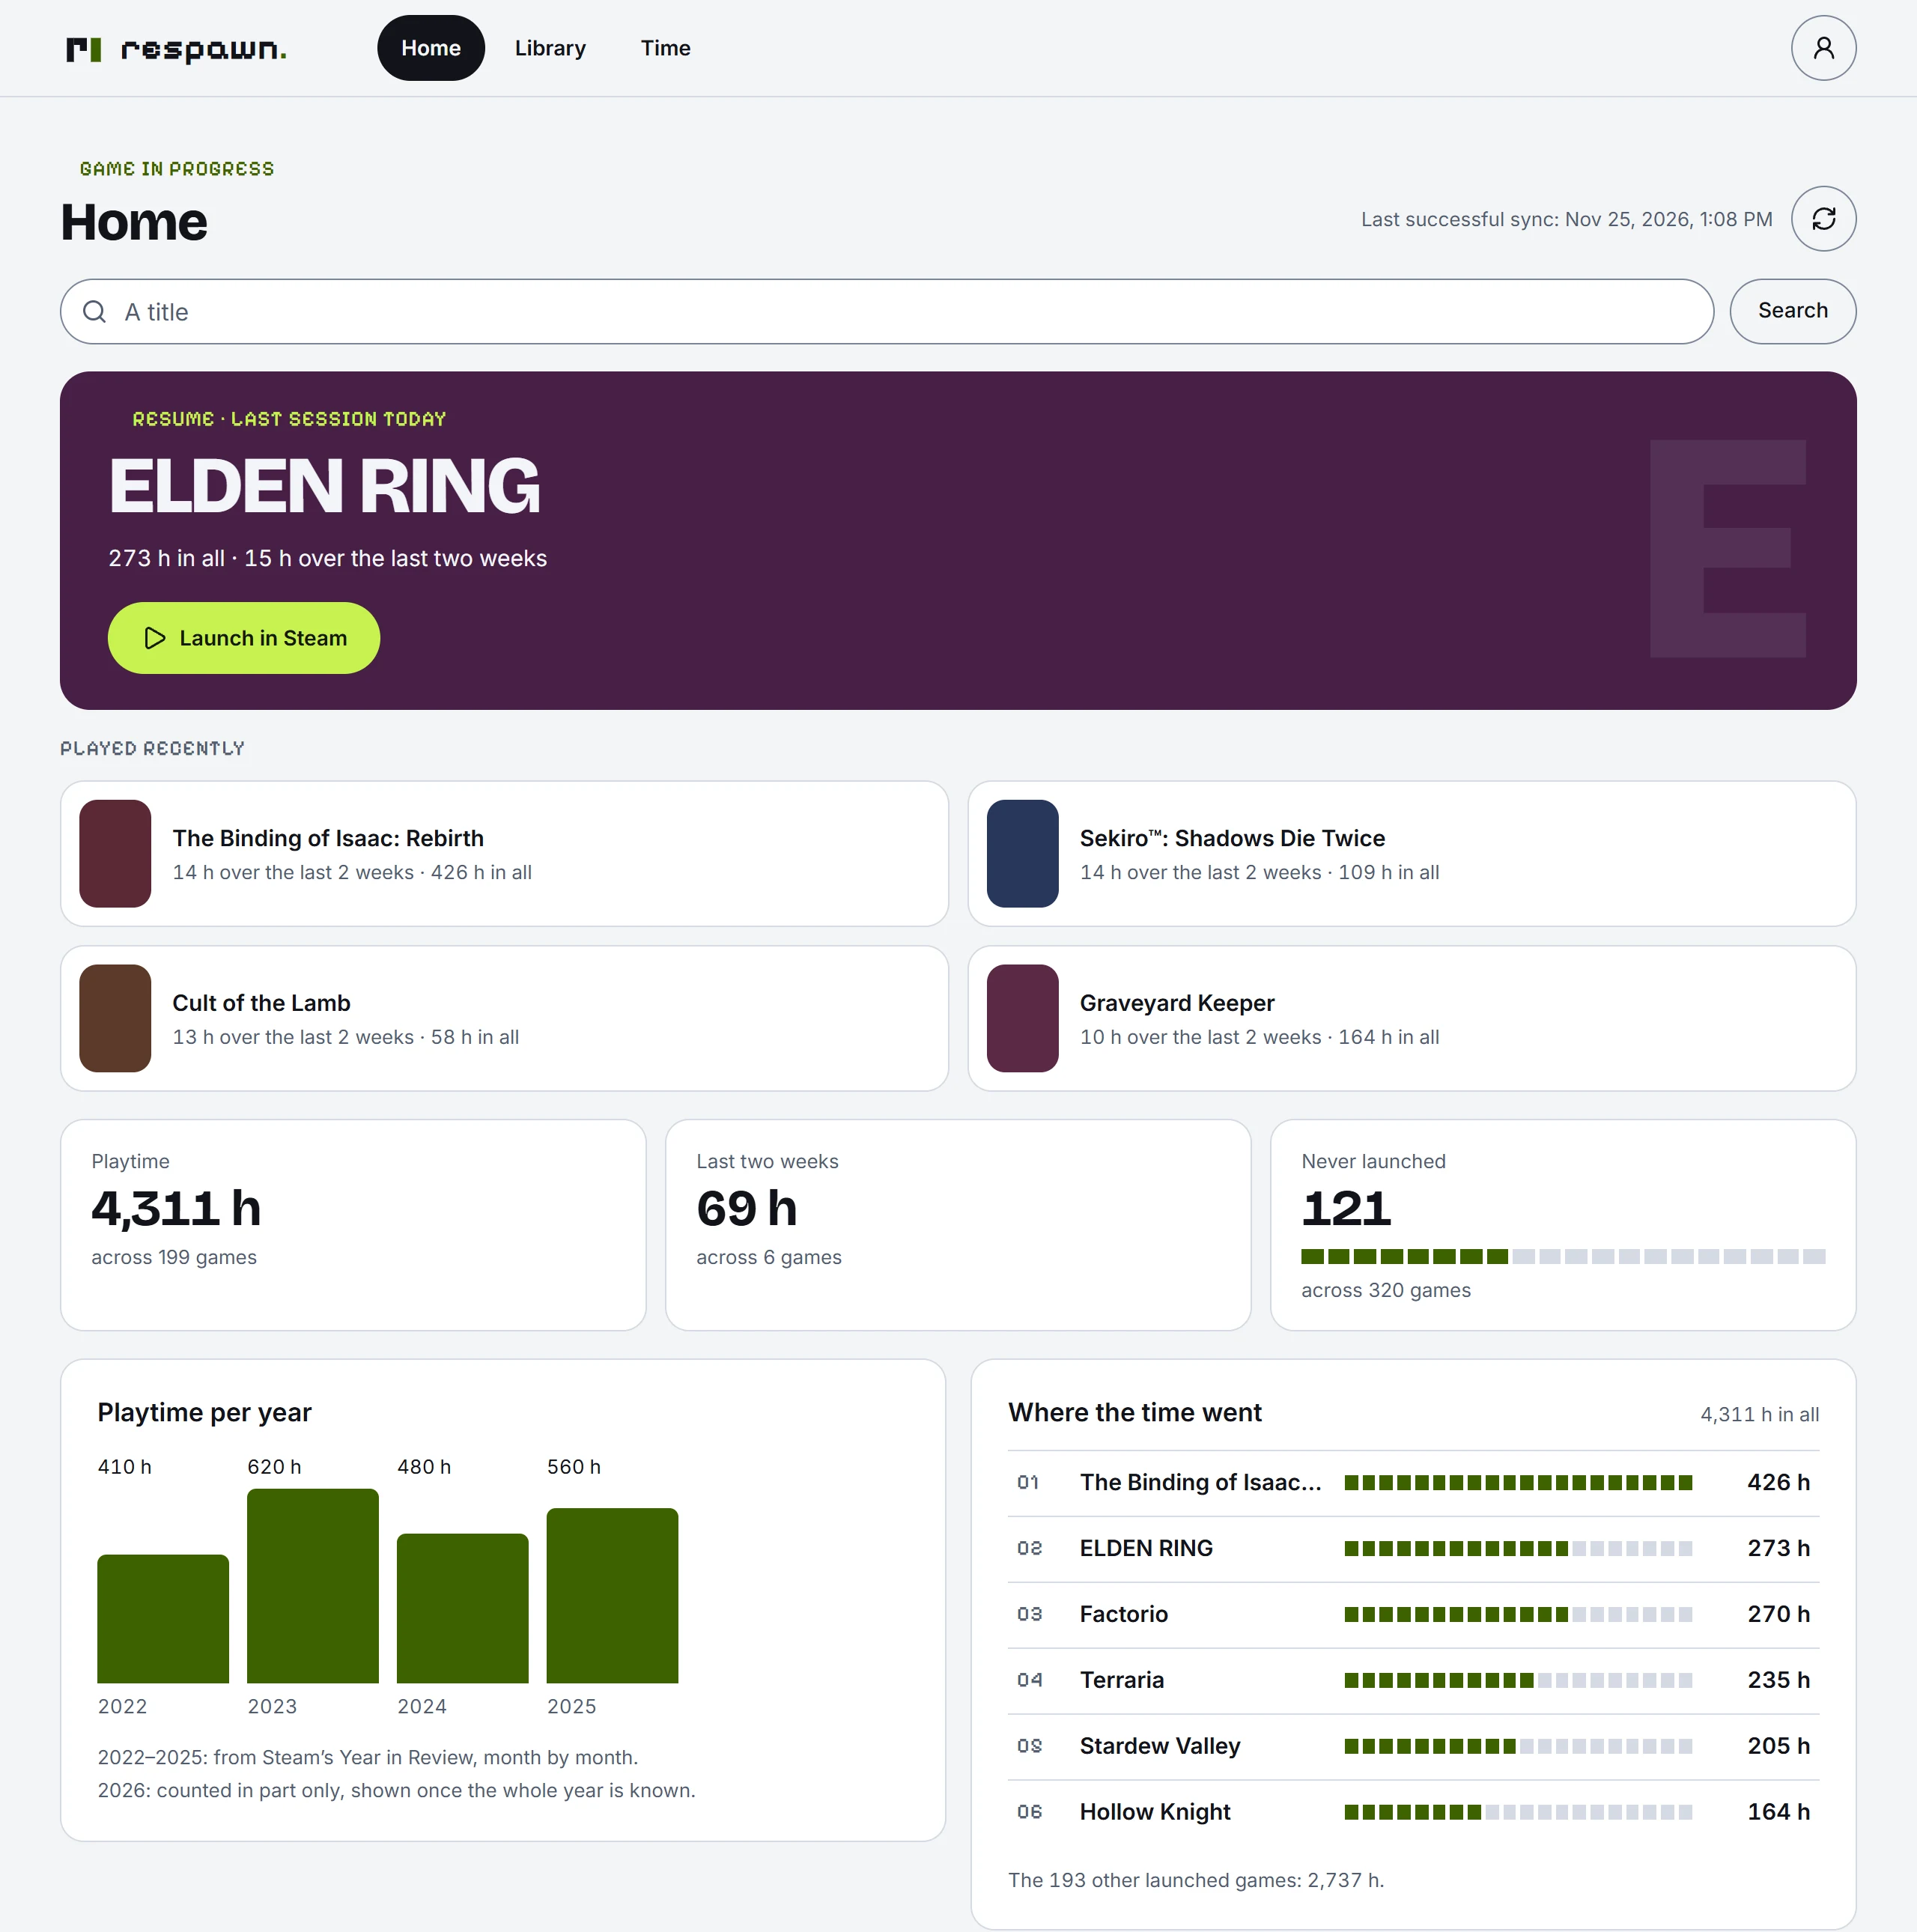 respawn.
Home
Library
Time
GAME IN PROGRESS
Home
Last successful sync: Nov 25, 2026, 1:08 PM
A title
Search
RESUME · LAST SESSION TODAY
ELDEN RING
273 h in all · 15 h over the last two weeks
E
Launch in Steam
PLAYED RECENTLY
The Binding of Isaac: Rebirth
14 h over the last 2 weeks · 426 h in all
Sekiro™: Shadows Die Twice
14 h over the last 2 weeks · 109 h in all
Cult of the Lamb
13 h over the last 2 weeks · 58 h in all
Graveyard Keeper
10 h over the last 2 weeks · 164 h in all
Playtime
4,311 h
across 199 games
Last two weeks
69 h
across 6 games
Never launched
121
across 320 games
Playtime per year
410 h
620 h
480 h
560 h
2022
2023
2024
2025
2022–2025: from Steam’s Year in Review, month by month.
2026: counted in part only, shown once the whole year is known.
Where the time went
4,311 h in all
01 The Binding of Isaac… 426 h
02 ELDEN RING 273 h
03 Factorio 270 h
04 Terraria 235 h
05 Stardew Valley 205 h
06 Hollow Knight 164 h
The 193 other launched games: 2,737 h.